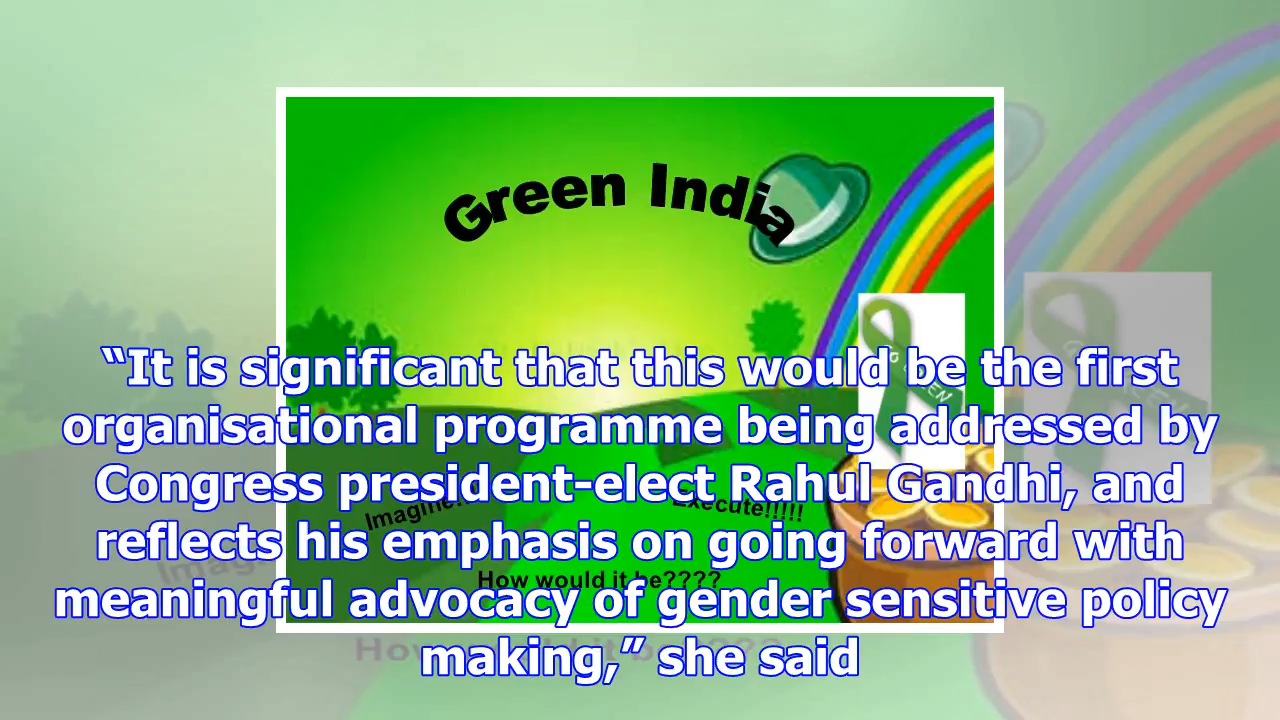 Green India
“It is significant that this would be the first
organisational programme being addressed by
Congress president-elect Rahul Gandhi, and
reflects his emphasis on going forward with
meaningful advocacy of gender sensitive policy
making,” she said
Execute!!!!!
How would it be????